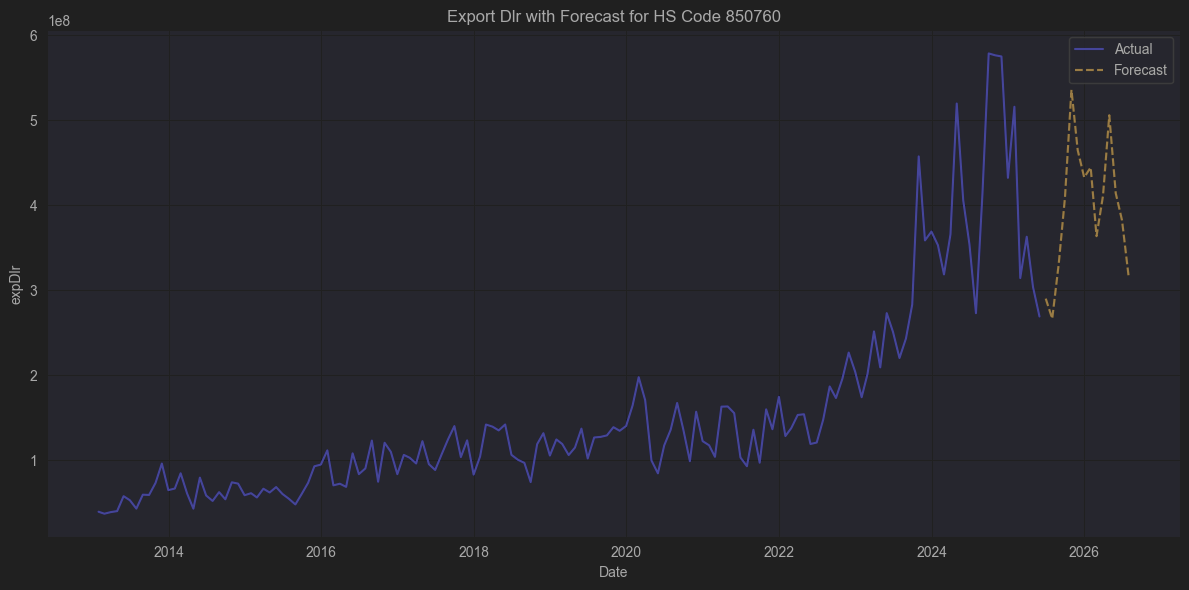 Export Dlr with Forecast for HS Code 850760
1e8
Actual
Forecast
6
5
4
3
2
1
expDlr
2014 2016 2018 2020 2022 2024 2026
Date